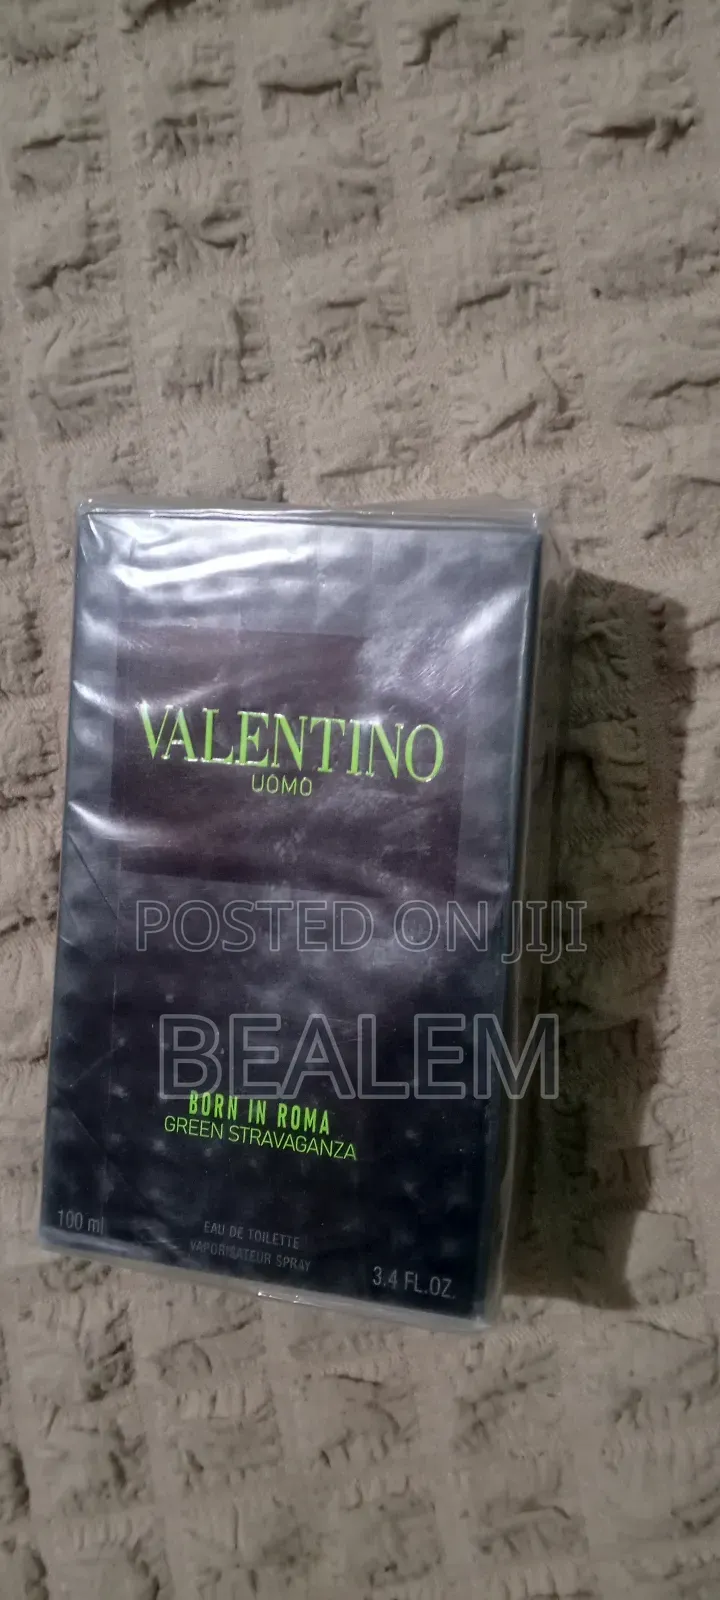 VALENTINO
UOMO
POSTED ON JIJI
BEALEM
BORN IN ROMA
GREEN STRAVAGANZA
100 ml
EAU DE TOILETTE
VAPORISATEUR SPRAY
3.4 FL.OZ.